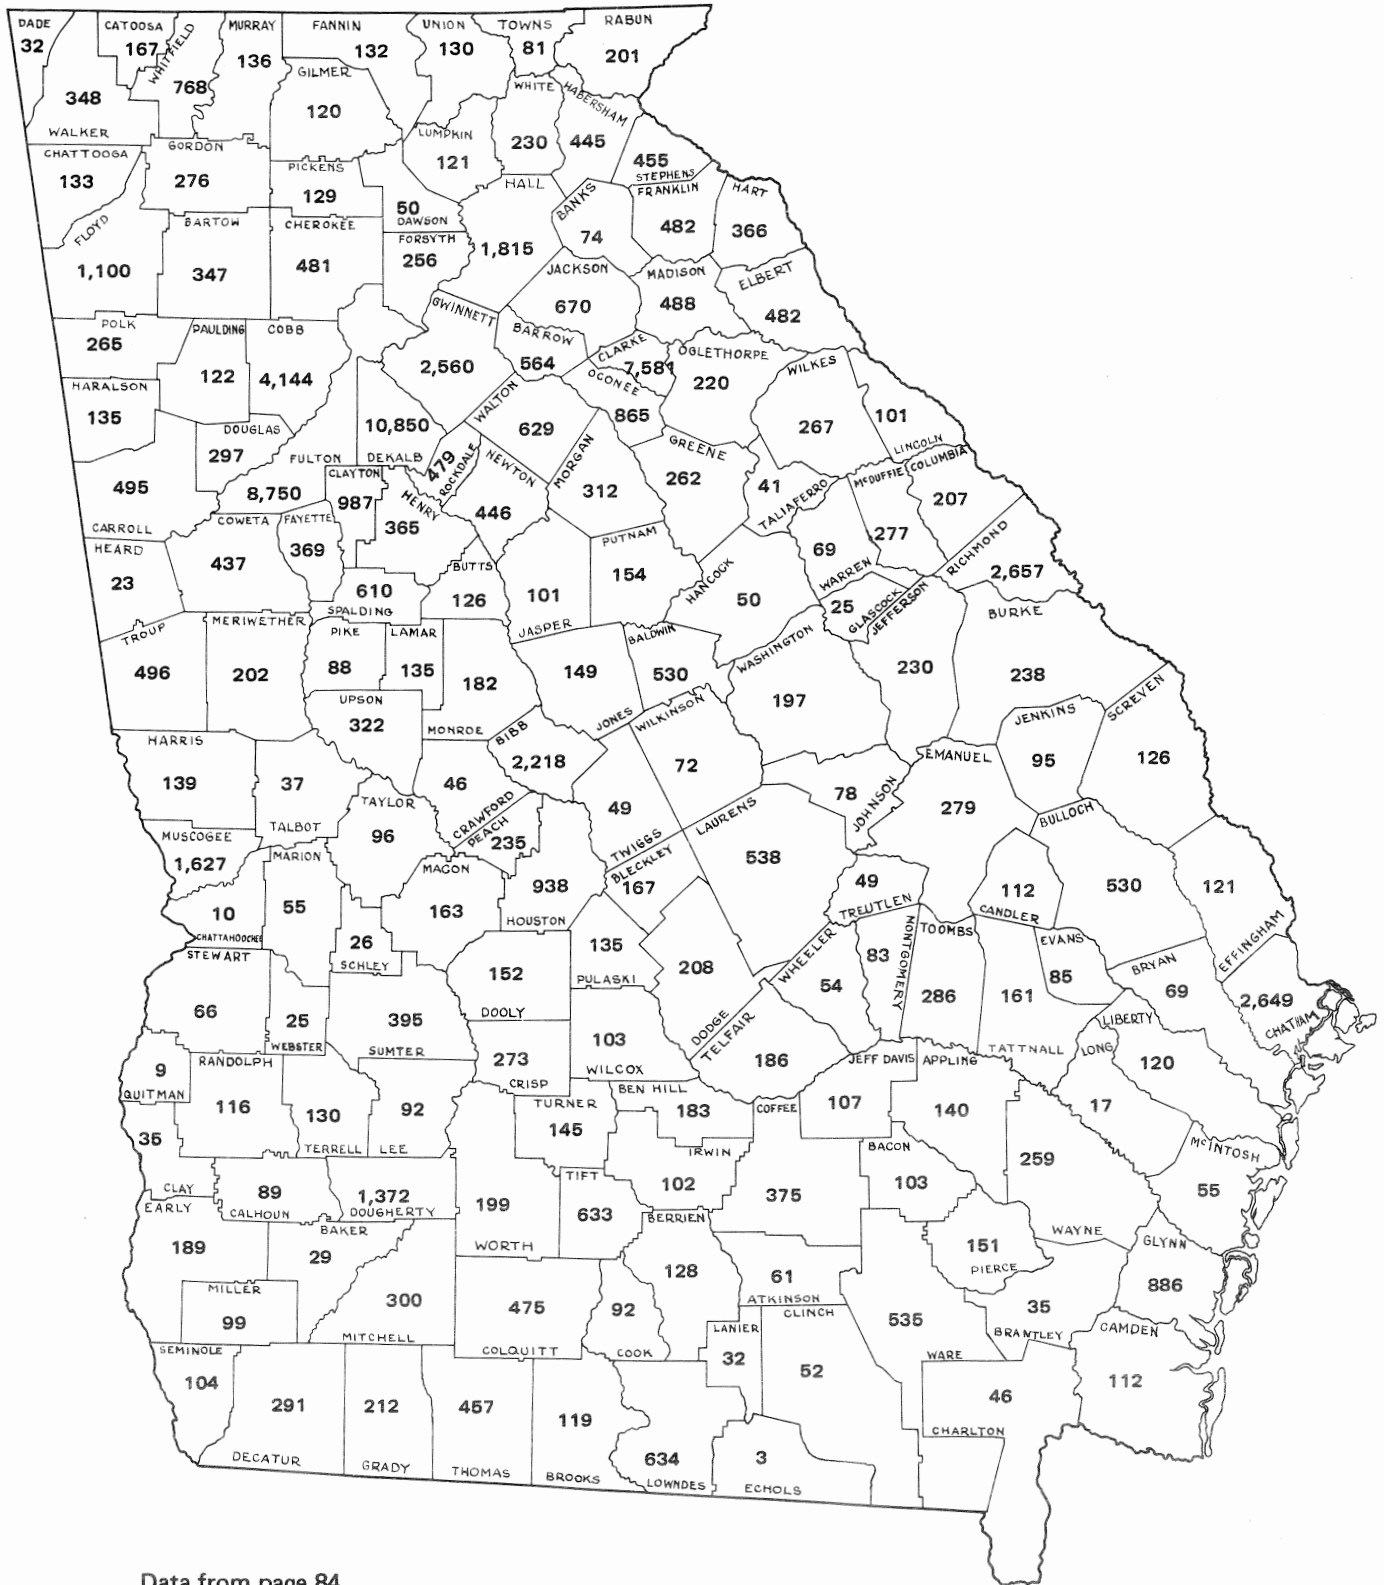 DADE
32
CATOOSA
167
WHITFIELD
768
MURRAY
136
FANNIN
132
UNION
130
TOWNS
81
RABUN
201
348
WALKER
GILMER
120
LUMPKIN
121
WHITE
230
HABERSHAM
445
455
STEPHENS
CHATTOOGA
133
GORDON
276
PICKENS
129
50
DAWSON
HALL
1,815
BANKS
74
FRANKLIN
482
HART
366
FLOYD
1,100
BARTOW
347
CHEROKEE
481
FORSYTH
256
JACKSON
670
MADISON
488
ELBERT
482
POLK
265
PAULDING
122
COBB
4,144
GWINNETT
2,560
BARROW
564
CLARKE
7,581
OCONEE
865
OGLETHORPE
220
WILKES
267
101
LINCOLN
HARALSON
135
DOUGLAS
297
FULTON
8,750
10,850
DEKALB
479
ROCKDALE
WALTON
629
NEWTON
446
MORGAN
312
GREENE
262
41
TALIAFERRO
McDUFFIE
277
COLUMBIA
207
495
CARROLL
COWETA
437
FAYETTE
369
CLAYTON
987
HENRY
365
PUTNAM
154
HANCOCK
50
69
WARREN
25
GLASCOCK
JEFFERSON
230
RICHMOND
2,657
HEARD
23
610
SPALDING
BUTTS
126
101
JASPER
BURKE
238
TROUP
496
MERIWETHER
202
PIKE
88
LAMAR
135
182
MONROE
149
JONES
BALDWIN
530
WASHINGTON
197
UPSON
322
BIBB
2,218
WILKINSON
72
JENKINS
95
SCREVEN
126
HARRIS
139
37
TALBOT
TAYLOR
96
46
CRAWFORD
PEACH
235
49
TWIGGS
LAURENS
538
78
JOHNSON
EMANUEL
279
BULLOCH
530
MUSCOGEE
1,627
MARION
55
MACON
163
938
HOUSTON
BLECKLEY
167
49
TREUTLEN
112
CANDLER
121
EFFINGHAM
10
CHATTAHOOCHEE
26
SCHLEY
152
DOOLY
135
PULASKI
208
DODGE
WHEELER
54
83
MONTGOMERY
TOOMBS
286
161
TATTNALL
EVANS
85
BRYAN
69
2,649
CHATHAM
STEWART
66
25
WEBSTER
395
SUMTER
273
CRISP
103
WILCOX
TELFAIR
186
JEFF DAVIS
107
APPLING
140
LONG
17
LIBERTY
120
9
QUITMAN
RANDOLPH
116
130
TERRELL
92
LEE
TURNER
145
BEN HILL
183
COFFEE
375
BACON
103
259
WAYNE
McINTOSH
55
35
CLAY
89
CALHOUN
1,372
DOUGHERTY
199
WORTH
TIFT
633
IRWIN
102
151
PIERCE
GLYNN
886
EARLY
189
BAKER
29
BERRIEN
128
61
ATKINSON
MILLER
99
300
MITCHELL
475
COLQUITT
92
COOK
LANIER
32
CLINCH
52
535
WARE
35
BRANTLEY
CAMDEN
112
SEMINOLE
104
291
DECATUR
212
GRADY
457
THOMAS
119
BROOKS
634
LOWNDES
3
ECHOLS
46
CHARLTON
Data from page 84